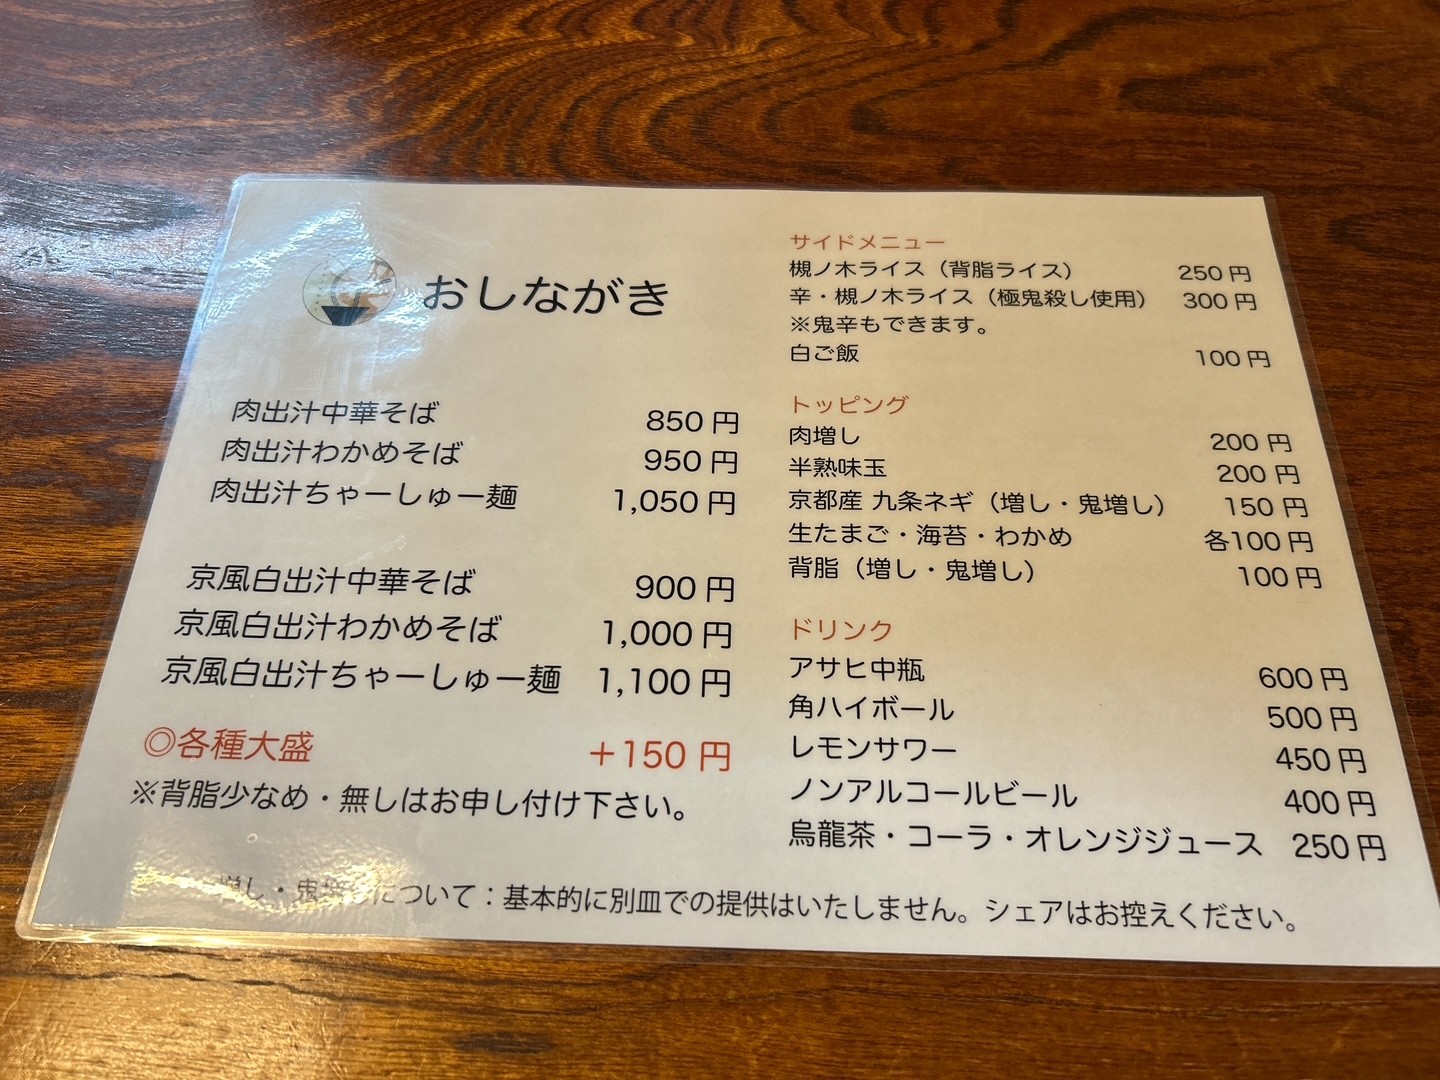 おしながき
肉出汁中華そば 850円
肉出汁わかめそば 950円
肉出汁ちゃーしゅー麺 1,050円
京風白出汁中華そば 900円
京風白出汁わかめそば 1,000円
京風白出汁ちゃーしゅー麺 1,100円
◎各種大盛 +150円
※背脂少なめ・無しはお申し付け下さい。
サイドメニュー
槻ノ木ライス（背脂ライス） 250円
辛・槻ノ木ライス（極鬼殺し使用） 300円
※鬼辛もできます。
白ご飯 100円
トッピング
肉増し 200円
半熟味玉 200円
京都産 九条ネギ（増し・鬼増し） 150円
生たまご・海苔・わかめ 各100円
背脂（増し・鬼増し） 100円
ドリンク
アサヒ中瓶 600円
角ハイボール 500円
レモンサワー 450円
ノンアルコールビール 400円
烏龍茶・コーラ・オレンジジュース 250円
増し・鬼増しについて：基本的に別皿での提供はいたしません。シェアはお控えください。